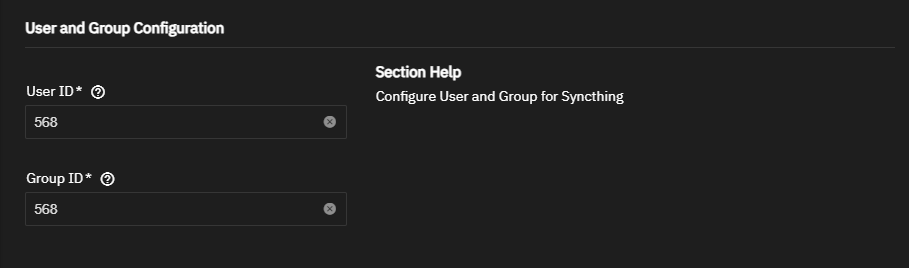 User and Group Configuration
User ID*
568
Group ID*
568
Section Help
Configure User and Group for Syncthing